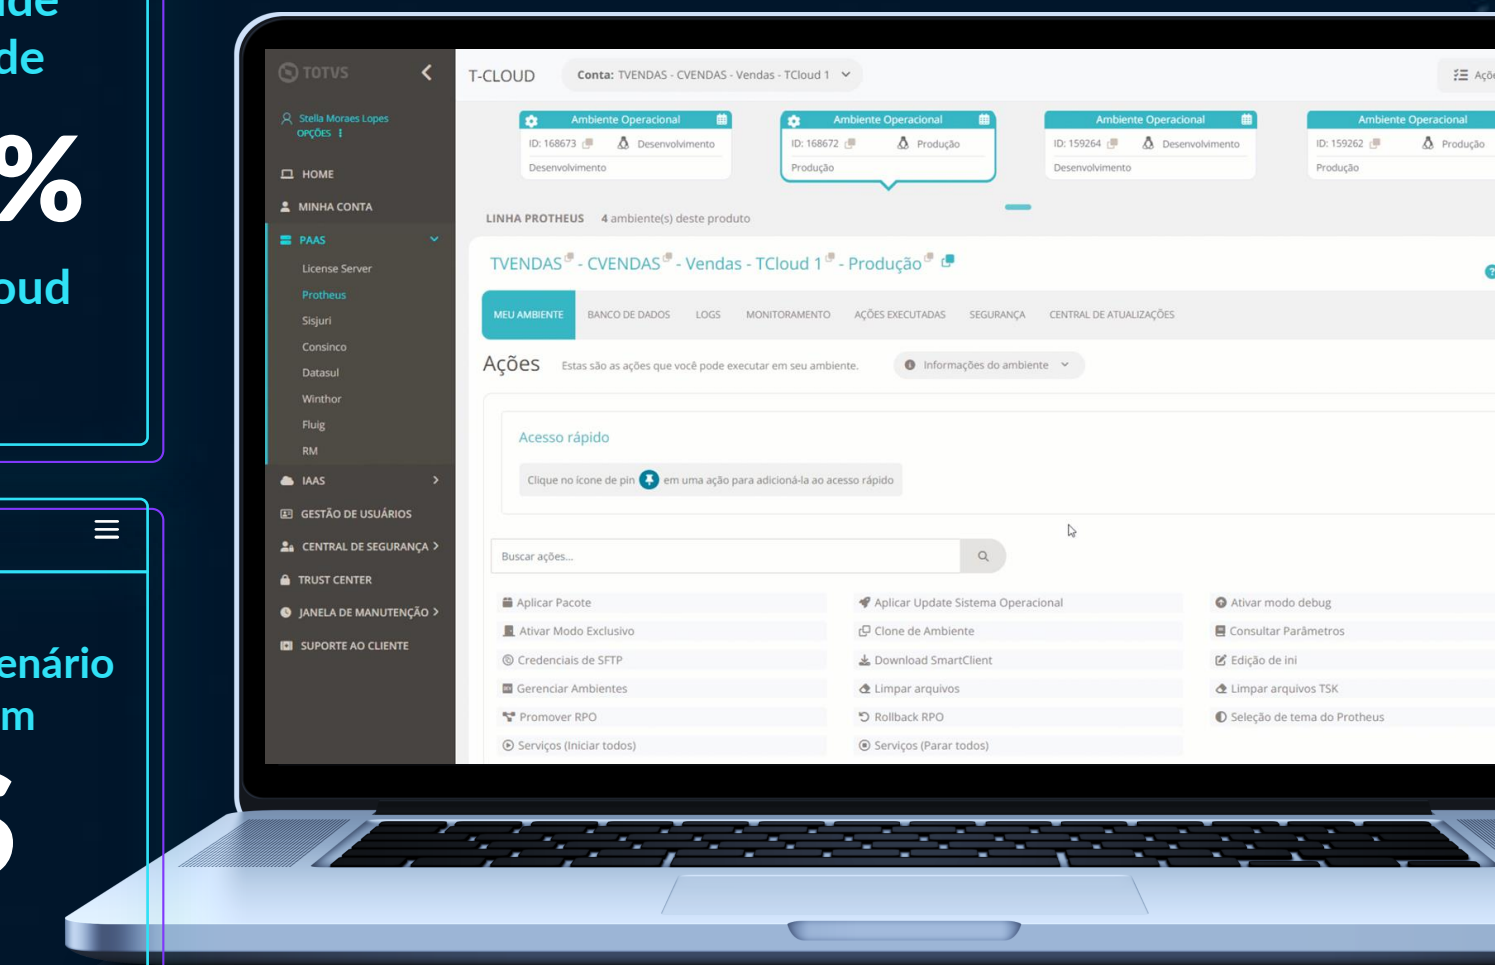 de
%
oud
enário
m
TOTVS
Stella Moraes Lopes
OPÇÕES
HOME
MINHA CONTA
PAAS
License Server
Protheus
Sisjuri
Consinco
Datasul
Winthor
Fluig
RM
IAAS
GESTÃO DE USUÁRIOS
CENTRAL DE SEGURANÇA
TRUST CENTER
JANELA DE MANUTENÇÃO
SUPORTE AO CLIENTE
T-CLOUD Conta: TVENDAS - CVENDAS - Vendas - TCloud 1
Ambiente Operacional
ID: 168673 Desenvolvimento
Desenvolvimento
Ambiente Operacional
ID: 168672 Produção
Produção
Ambiente Operacional
ID: 159264 Desenvolvimento
Desenvolvimento
Ambiente Operacional
ID: 159262 Produção
Produção
LINHA PROTHEUS 4 ambiente(s) deste produto
TVENDAS - CVENDAS - Vendas - TCloud 1 - Produção
MEU AMBIENTE BANCO DE DADOS LOGS MONITORAMENTO AÇÕES EXECUTADAS SEGURANÇA CENTRAL DE ATUALIZAÇÕES
Ações Estas são as ações que você pode executar em seu ambiente. Informações do ambiente
Acesso rápido
Clique no ícone de pin em uma ação para adicioná-la ao acesso rápido
Buscar ações...
Aplicar Pacote Aplicar Update Sistema Operacional Ativar modo debug
Ativar Modo Exclusivo Clone de Ambiente Consultar Parâmetros
Credenciais de SFTP Download SmartClient Edição de ini
Gerenciar Ambientes Limpar arquivos Limpar arquivos TSK
Promover RPO Rollback RPO Seleção de tema do Protheus
Serviços (Iniciar todos) Serviços (Parar todos)